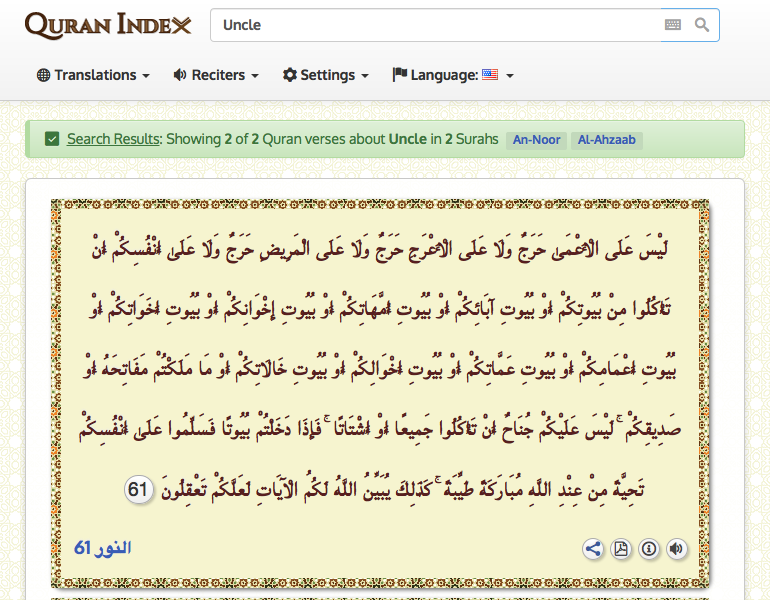 QURAN INDEX
Uncle
Translations
Reciters
Settings
Language:
Search Results: Showing 2 of 2 Quran verses about Uncle in 2 Surahs An-Noor Al-Ahzaab
لَيْسَ عَلَى الْأَعْمَىٰ حَرَجٌ وَلَا عَلَى الْأَعْرَجِ حَرَجٌ وَلَا عَلَى الْمَرِيضِ حَرَجٌ وَلَا عَلَىٰ أَنْفُسِكُمْ أَنْ
تَأْكُلُوا مِنْ بُيُوتِكُمْ أَوْ بُيُوتِ آبَائِكُمْ أَوْ بُيُوتِ أُمَّهَاتِكُمْ أَوْ بُيُوتِ إِخْوَانِكُمْ أَوْ بُيُوتِ أَخَوَاتِكُمْ أَوْ
بُيُوتِ أَعْمَامِكُمْ أَوْ بُيُوتِ عَمَّاتِكُمْ أَوْ بُيُوتِ أَخْوَالِكُمْ أَوْ بُيُوتِ خَالَاتِكُمْ أَوْ مَا مَلَكْتُمْ مَفَاتِحَهُ أَوْ
صَدِيقِكُمْ ۚ لَيْسَ عَلَيْكُمْ جُنَاحٌ أَنْ تَأْكُلُوا جَمِيعًا أَوْ أَشْتَاتًا ۚ فَإِذَا دَخَلْتُمْ بُيُوتًا فَسَلِّمُوا عَلَىٰ أَنْفُسِكُمْ
تَحِيَّةً مِنْ عِنْدِ اللَّهِ مُبَارَكَةً طَيِّبَةً ۚ كَذَٰلِكَ يُبَيِّنُ اللَّهُ لَكُمُ الْآيَاتِ لَعَلَّكُمْ تَعْقِلُونَ 61
النور 61